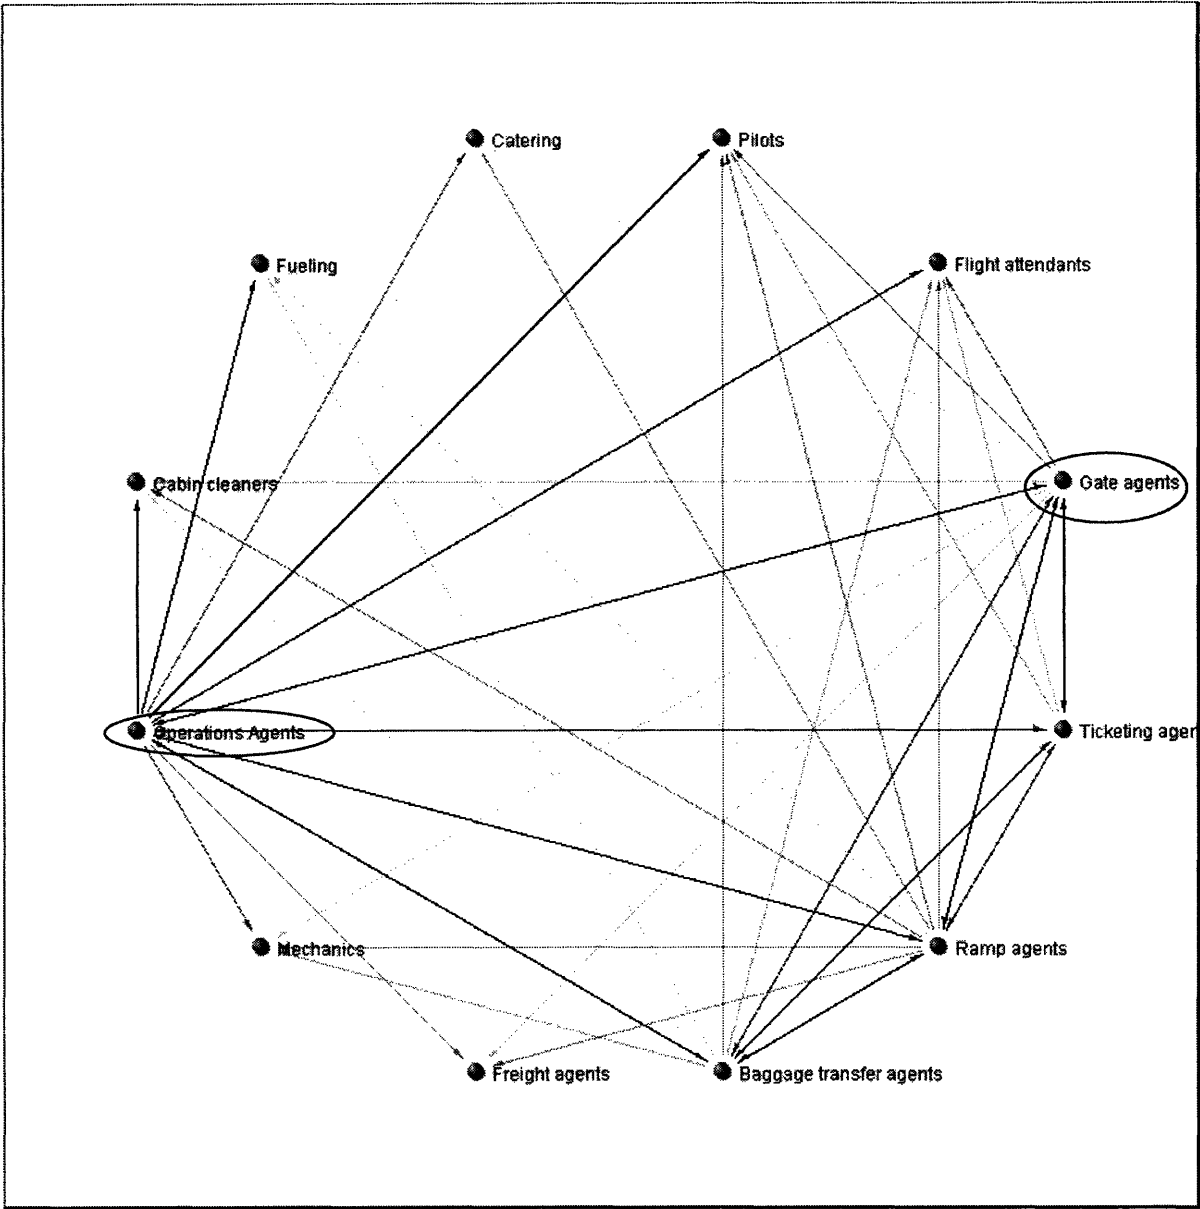 Catering
Pilots
Fueling
Flight attendants
Cabin cleaners
Gate agents
Operations Agents
Ticketing agen
Mechanics
Ramp agents
Freight agents
Baggage transfer agents